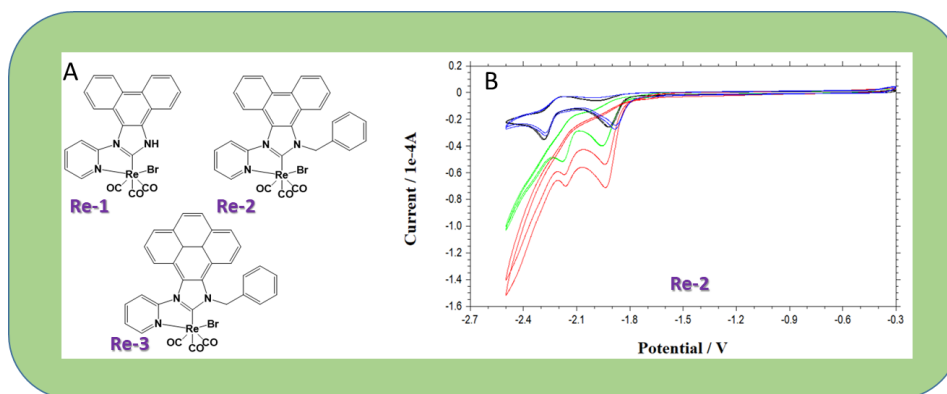 A
NH
N
N
N
Re
Br
OC
CO
CO
Re-1
N
N
N
Re
Br
OC
CO
CO
Re-2
N
N
N
Re
Br
OC
CO
CO
Re-3
B
0.2
0
-0.2
-0.4
-0.6
-0.8
-1.0
-1.2
-1.4
-1.6
Current / 1e-4A
-2.7 -2.4 -2.1 -1.8 -1.5 -1.2 -0.9 -0.6 -0.3
Potential / V
Re-2